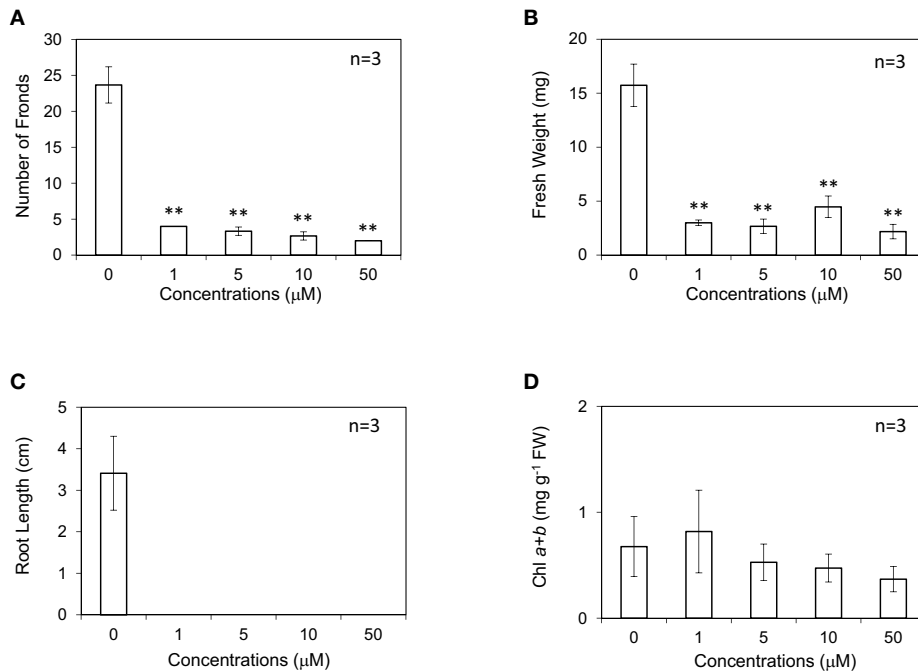 A
Number of Fronds
30
25
20
15
10
5
0
n=3
** ** ** **
0 1 5 10 50
Concentrations (μM)
B
Fresh Weight (mg)
20
15
10
5
0
n=3
** ** ** **
0 1 5 10 50
Concentrations (μM)
C
Root Length (cm)
5
4
3
2
1
0
n=3
0 1 5 10 50
Concentrations (μM)
D
Chl a+b (mg g⁻¹ FW)
2
1
0
n=3
0 1 5 10 50
Concentrations (μM)